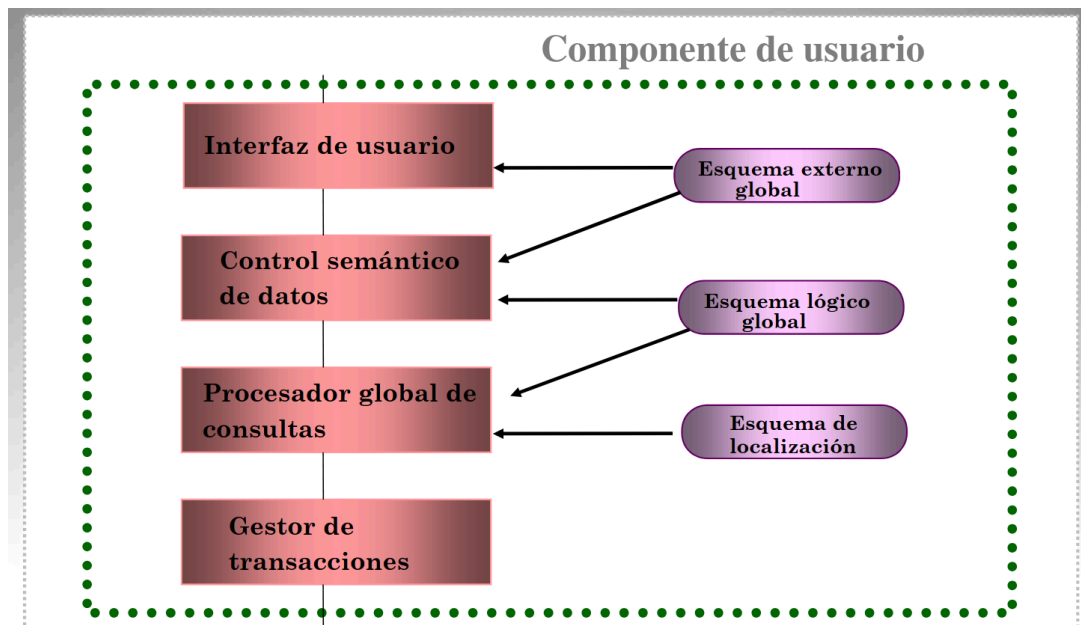 Componente de usuario
Interfaz de usuario
Esquema externo
global
Control semántico
de datos
Esquema lógico
global
Procesador global de
consultas
Esquema de
localización
Gestor de
transacciones